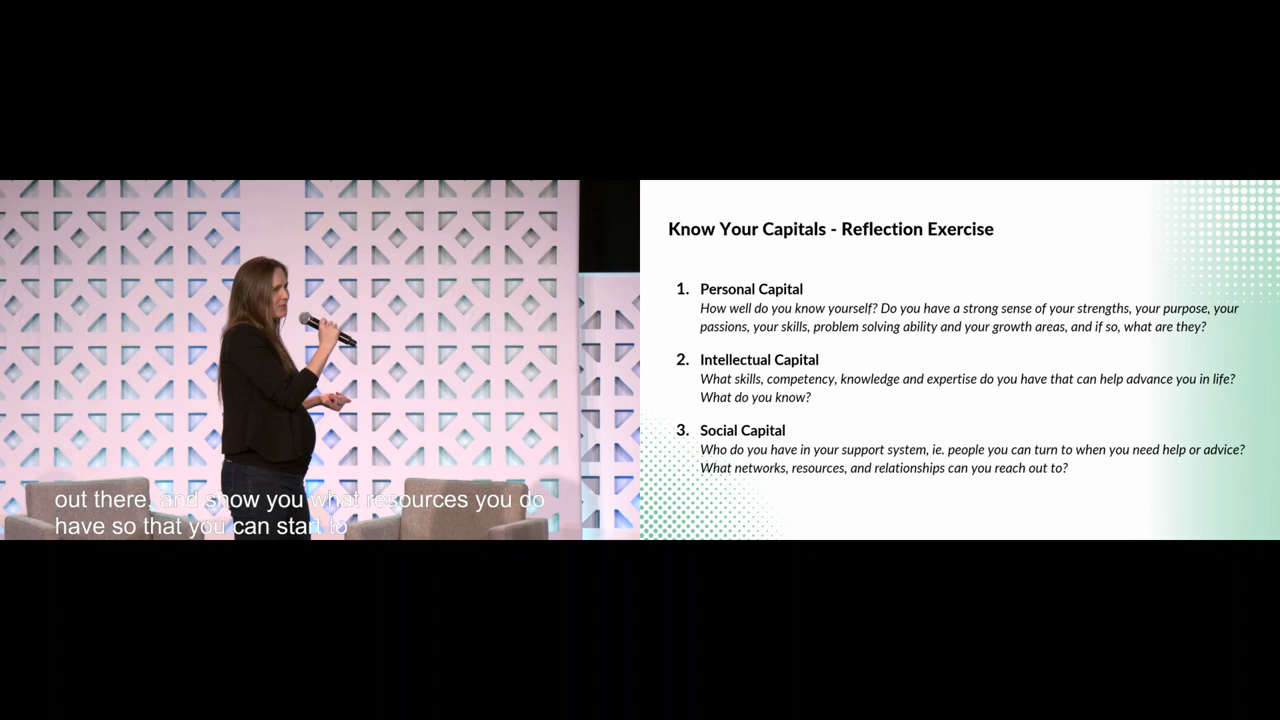 out there, and show you what resources you do
have so that you can start to
Know Your Capitals - Reflection Exercise
1. Personal Capital
How well do you know yourself? Do you have a strong sense of your strengths, your purpose, your
passions, your skills, problem solving ability and your growth areas, and if so, what are they?
2. Intellectual Capital
What skills, competency, knowledge and expertise do you have that can help advance you in life?
What do you know?
3. Social Capital
Who do you have in your support system, ie. people you can turn to when you need help or advice?
What networks, resources, and relationships can you reach out to?